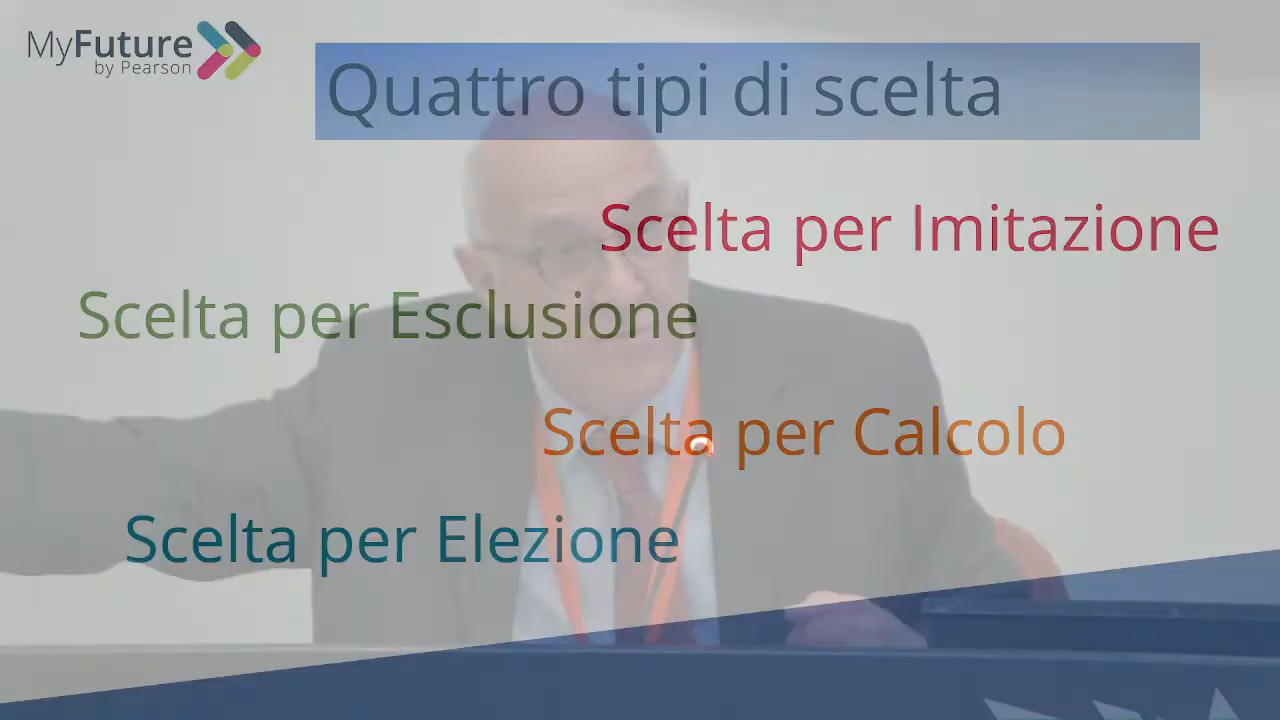 MyFuture
by Pearson
Quattro tipi di scelta
Scelta per Imitazione
Scelta per Esclusione
Scelta per Calcolo
Scelta per Elezione